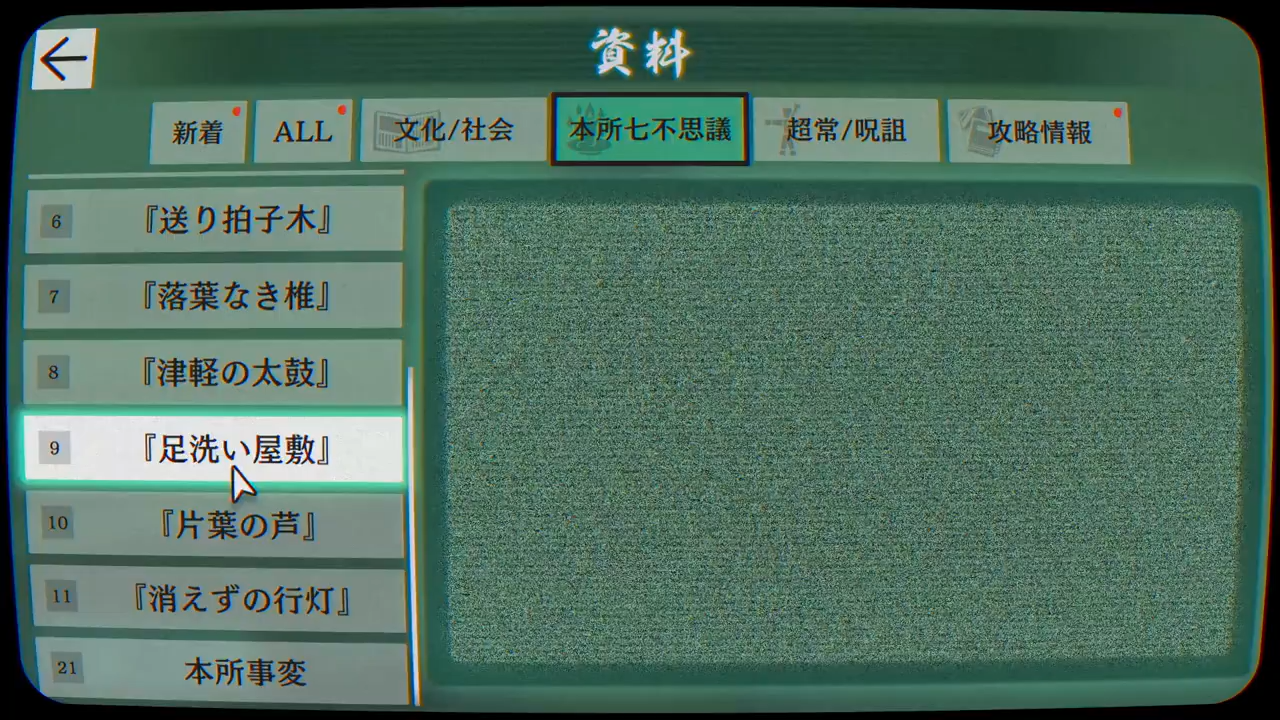 資料
新着
ALL
文化/社会
本所七不思議
超常/呪詛
攻略情報
6 『送り拍子木』
7 『落葉なき椎』
8 『津軽の太鼓』
9 『足洗い屋敷』
10 『片葉の芦』
11 『消えずの行灯』
21 本所事変